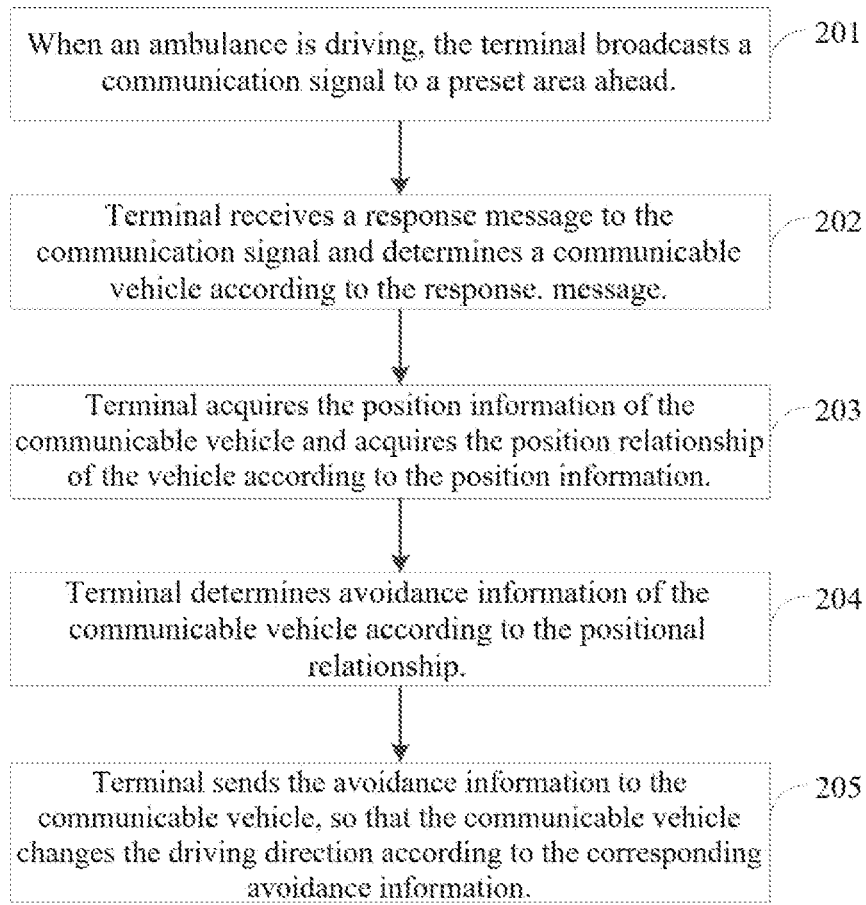 When an ambulance is driving, the terminal broadcasts a
communication signal to a preset area ahead.
201
Terminal receives a response message to the
communication signal and determines a communicable
vehicle according to the response. message.
202
Terminal acquires the position information of the
communicable vehicle and acquires the position relationship
of the vehicle according to the position information.
203
Terminal determines avoidance information of the
communicable vehicle according to the positional
relationship.
204
Terminal sends the avoidance information to the
communicable vehicle, so that the communicable vehicle
changes the driving direction according to the corresponding
avoidance information.
205